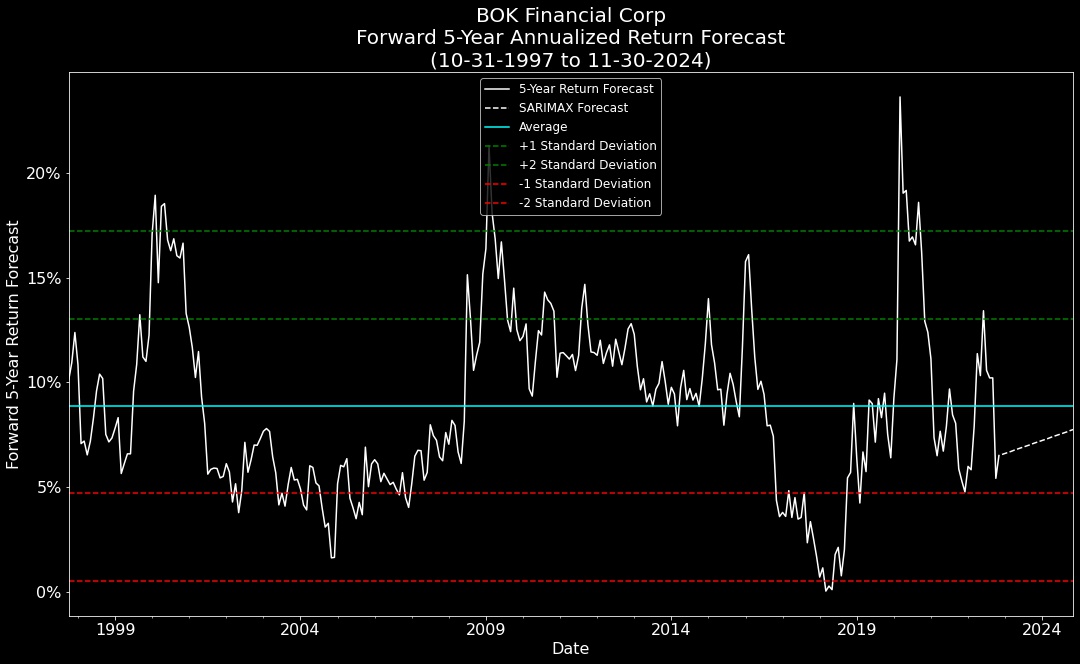 BOK Financial Corp
Forward 5-Year Annualized Return Forecast
(10-31-1997 to 11-30-2024)
5-Year Return Forecast
SARIMAX Forecast
Average
+1 Standard Deviation
+2 Standard Deviation
-1 Standard Deviation
-2 Standard Deviation
Forward 5-Year Return Forecast
20%
15%
10%
5%
0%
1999 2004 2009 2014 2019 2024
Date